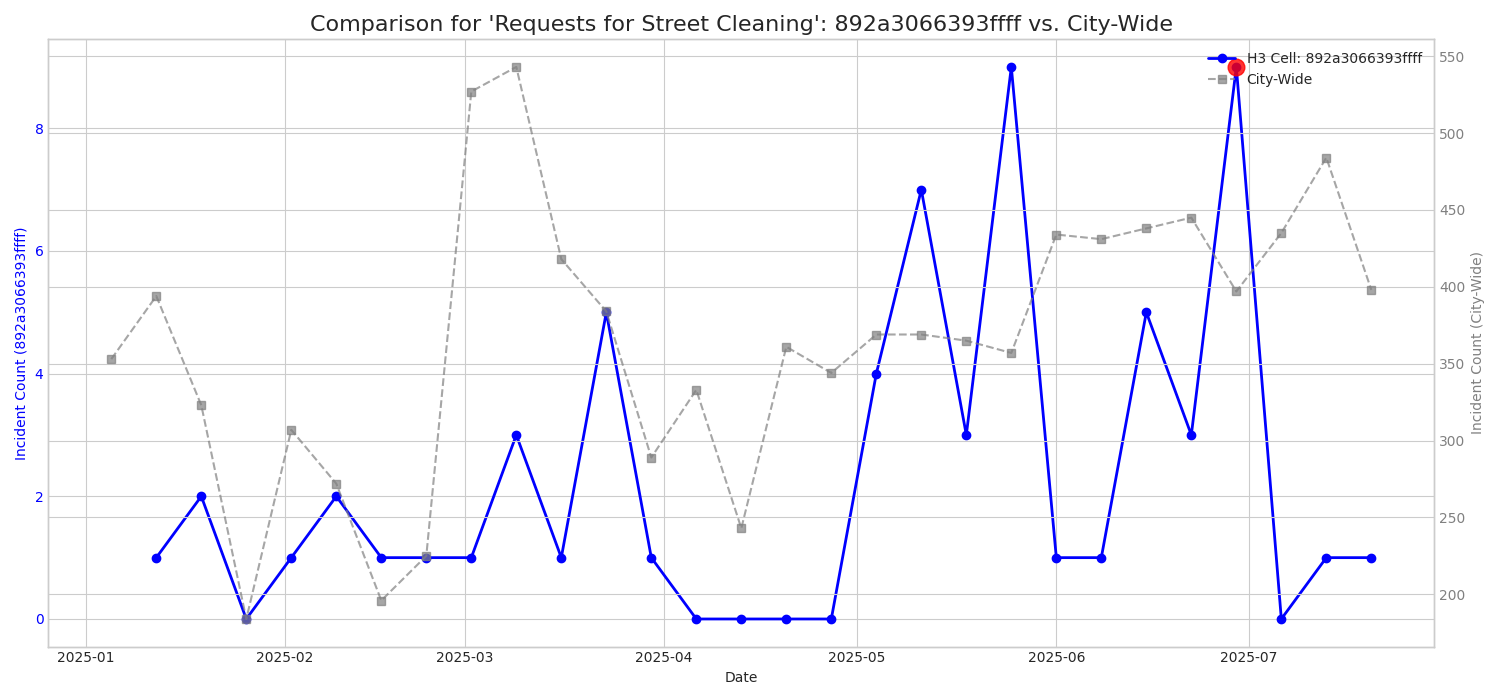 Comparison for 'Requests for Street Cleaning': 892a3066393ffff vs. City-Wide
H3 Cell: 892a3066393ffff
City-Wide
Incident Count (892a3066393ffff)
8
6
4
2
0
550
500
450
400
350
300
250
200
Incident Count (City-Wide)
2025-01 2025-02 2025-03 2025-04 2025-05 2025-06 2025-07
Date